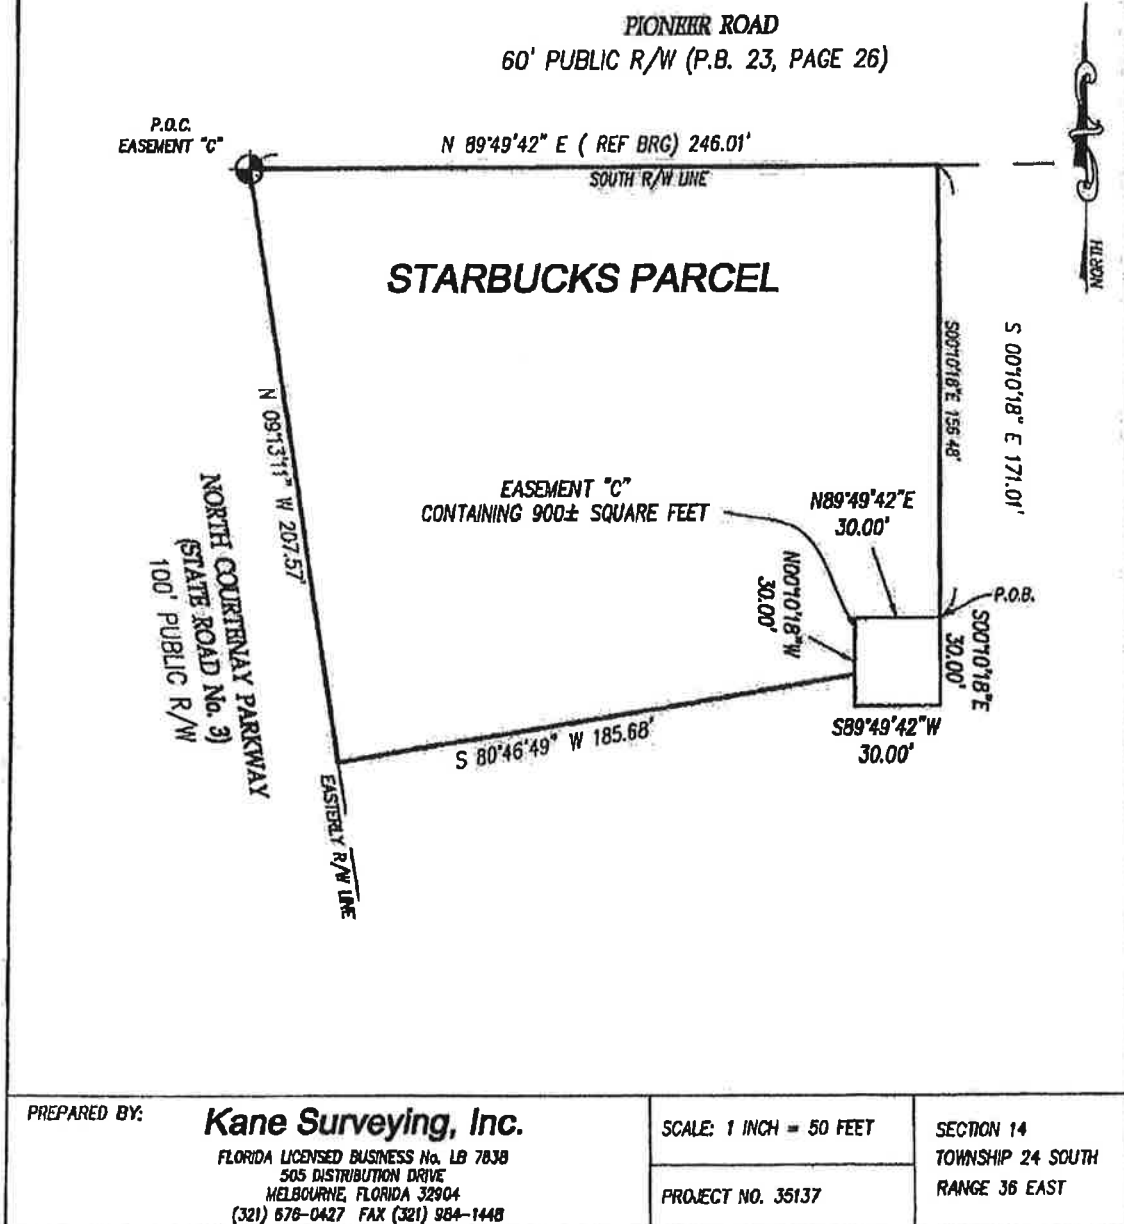 PIONEER ROAD
60' PUBLIC R/W (P.B. 23, PAGE 26)
P.O.C.
EASEMENT "C"
N 89°49'42" E ( REF BRG) 246.01'
SOUTH R/W LINE
NORTH
STARBUCKS PARCEL
S00°10'18"E 156.48'
S 00°10'18" E 171.01'
N 09°13'11" W 207.57'
NORTH COURTENAY PARKWAY
(STATE ROAD No. 3)
100' PUBLIC R/W
EASEMENT "C"
CONTAINING 900± SQUARE FEET
N89°49'42"E
30.00'
N00°10'18"W
30.00'
P.O.B.
S00°10'18"E
30.00'
S89°49'42"W
30.00'
S 80°46'49" W 185.68'
EASTERLY R/W LINE
PREPARED BY:
Kane Surveying, Inc.
FLORIDA LICENSED BUSINESS No. LB 7838
505 DISTRIBUTION DRIVE
MELBOURNE, FLORIDA 32904
(321) 676-0427 FAX (321) 984-1448
SCALE: 1 INCH = 50 FEET
PROJECT NO. 35137
SECTION 14
TOWNSHIP 24 SOUTH
RANGE 36 EAST